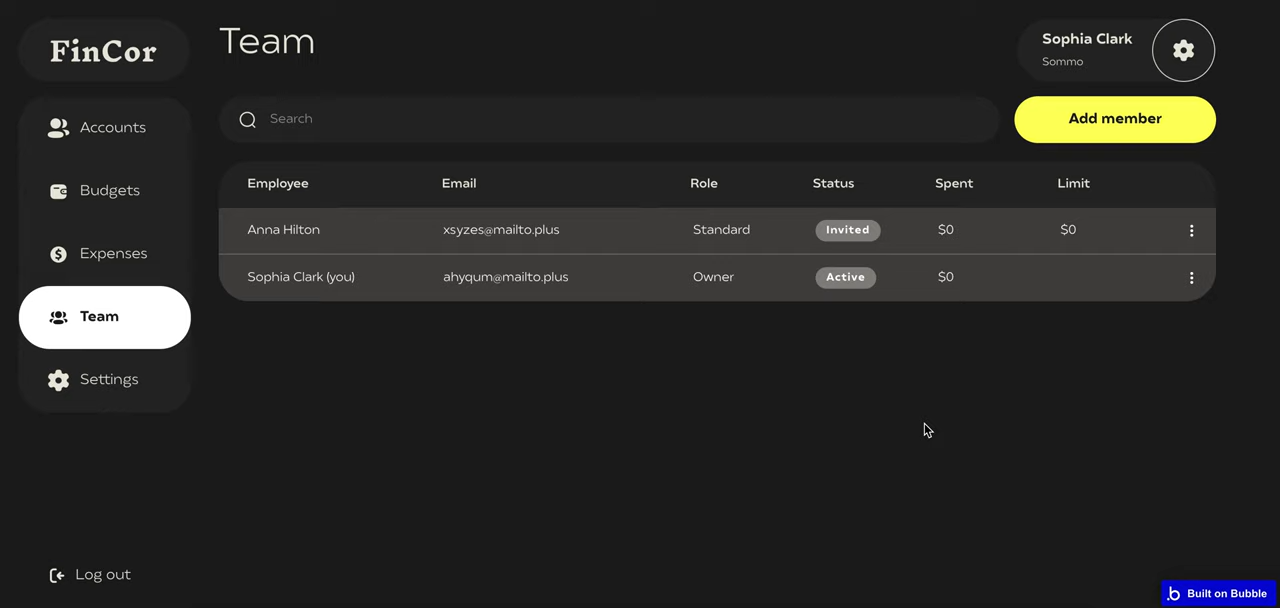 FinCor
Team
Sophia Clark
Sommo
Accounts
Budgets
Expenses
Team
Settings
Log out
Search
Add member
Employee Email Role Status Spent Limit
Anna Hilton xsyzes@mailto.plus Standard Invited $0 $0
Sophia Clark (you) ahyqum@mailto.plus Owner Active $0
.b Built on Bubble